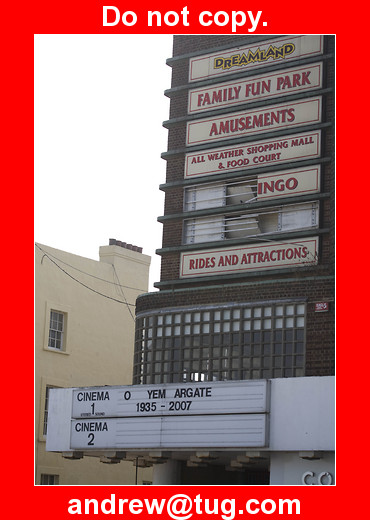 Do not copy.
DREAMLAND
FAMILY FUN PARK
AMUSEMENTS
ALL WEATHER SHOPPING MALL
& FOOD COURT
INGO
RIDES AND ATTRACTIONS
CINEMA O YEM ARGATE
1 1935 - 2007
CINEMA
2
CO
andrew@tug.com